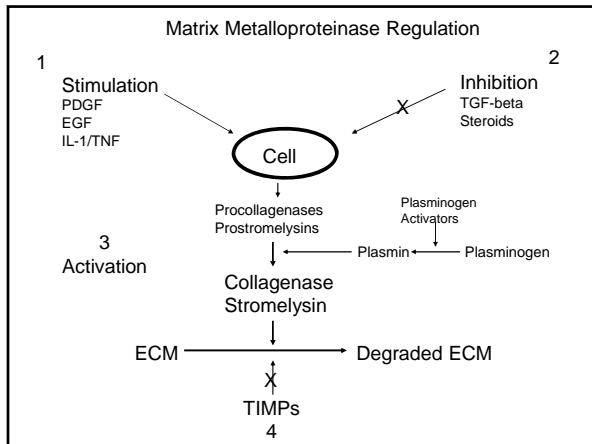 Matrix Metalloproteinase Regulation
1
Stimulation
PDGF
EGF
IL-1/TNF
2
Inhibition
TGF-beta
Steroids
X
Cell
Procollagenases
Prostromelysins
Plasminogen
Activators
3
Activation
Plasmin
Plasminogen
Collagenase
Stromelysin
ECM
Degraded ECM
X
TIMPs
4